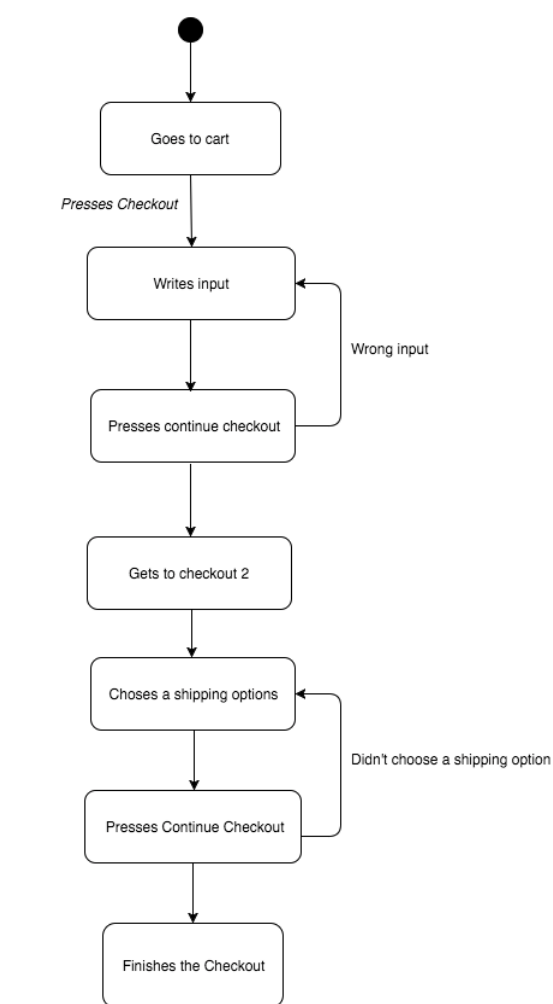 Goes to cart
Presses Checkout
Writes input
Wrong input
Presses continue checkout
Gets to checkout 2
Choses a shipping options
Didn't choose a shipping option
Presses Continue Checkout
Finishes the Checkout